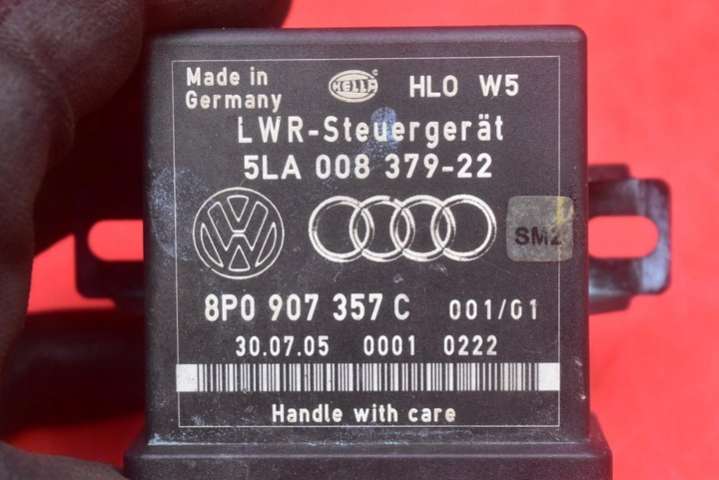 Made in
Germany
HELLA
HLO W5
LWR-Steuergerät
5LA 008 379-22
SM2
8P0 907 357 C 001/01
30.07.05 0001 0222
Handle with care